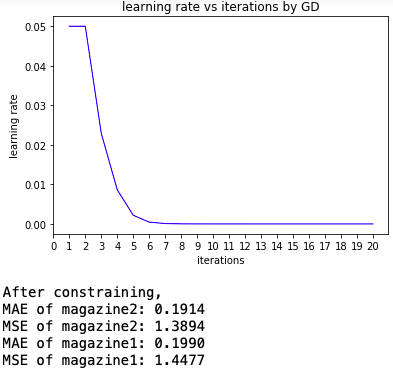 learning rate vs iterations by GD
0.05
0.04
0.03
0.02
0.01
0.00
learning rate
0 1 2 3 4 5 6 7 8 9 10 11 12 13 14 15 16 17 18 19 20
iterations
After constraining,
MAE of magazine2: 0.1914
MSE of magazine2: 1.3894
MAE of magazine1: 0.1990
MSE of magazine1: 1.4477